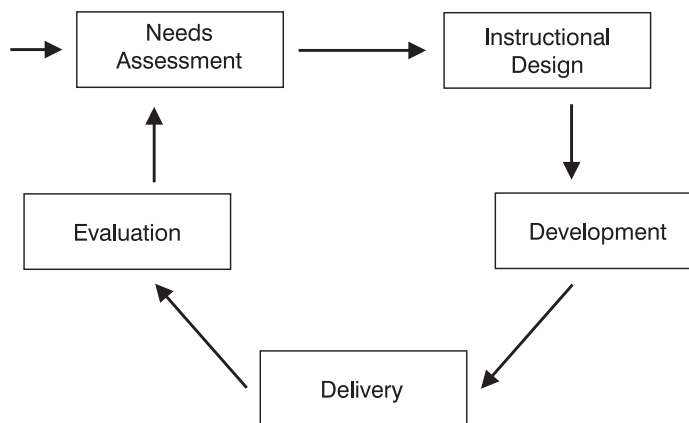 Needs
Assessment
Instructional
Design
Evaluation
Development
Delivery